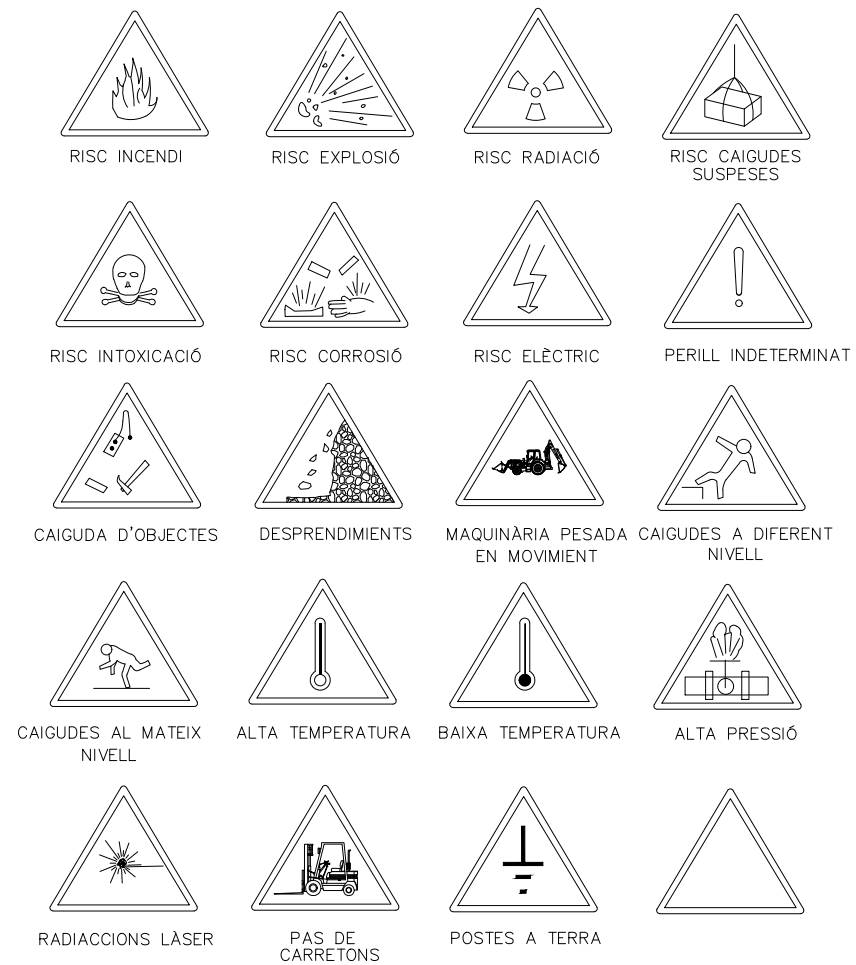 RISC INCENDI
RISC EXPLOSIÓ
RISC RADIACIÓ
RISC CAIGUDES
SUSPESES
RISC INTOXICACIÓ
RISC CORROSIÓ
RISC ELÈCTRIC
PERILL INDETERMINAT
CAIGUDA D'OBJECTES
DESPRENDIMIENTS
MAQUINÀRIA PESADA
EN MOVIMIENT
CAIGUDES A DIFERENT
NIVELL
CAIGUDES AL MATEIX
NIVELL
ALTA TEMPERATURA
BAIXA TEMPERATURA
ALTA PRESSIÓ
RADIACCIONS LÀSER
PAS DE
CARRETONS
POSTES A TERRA